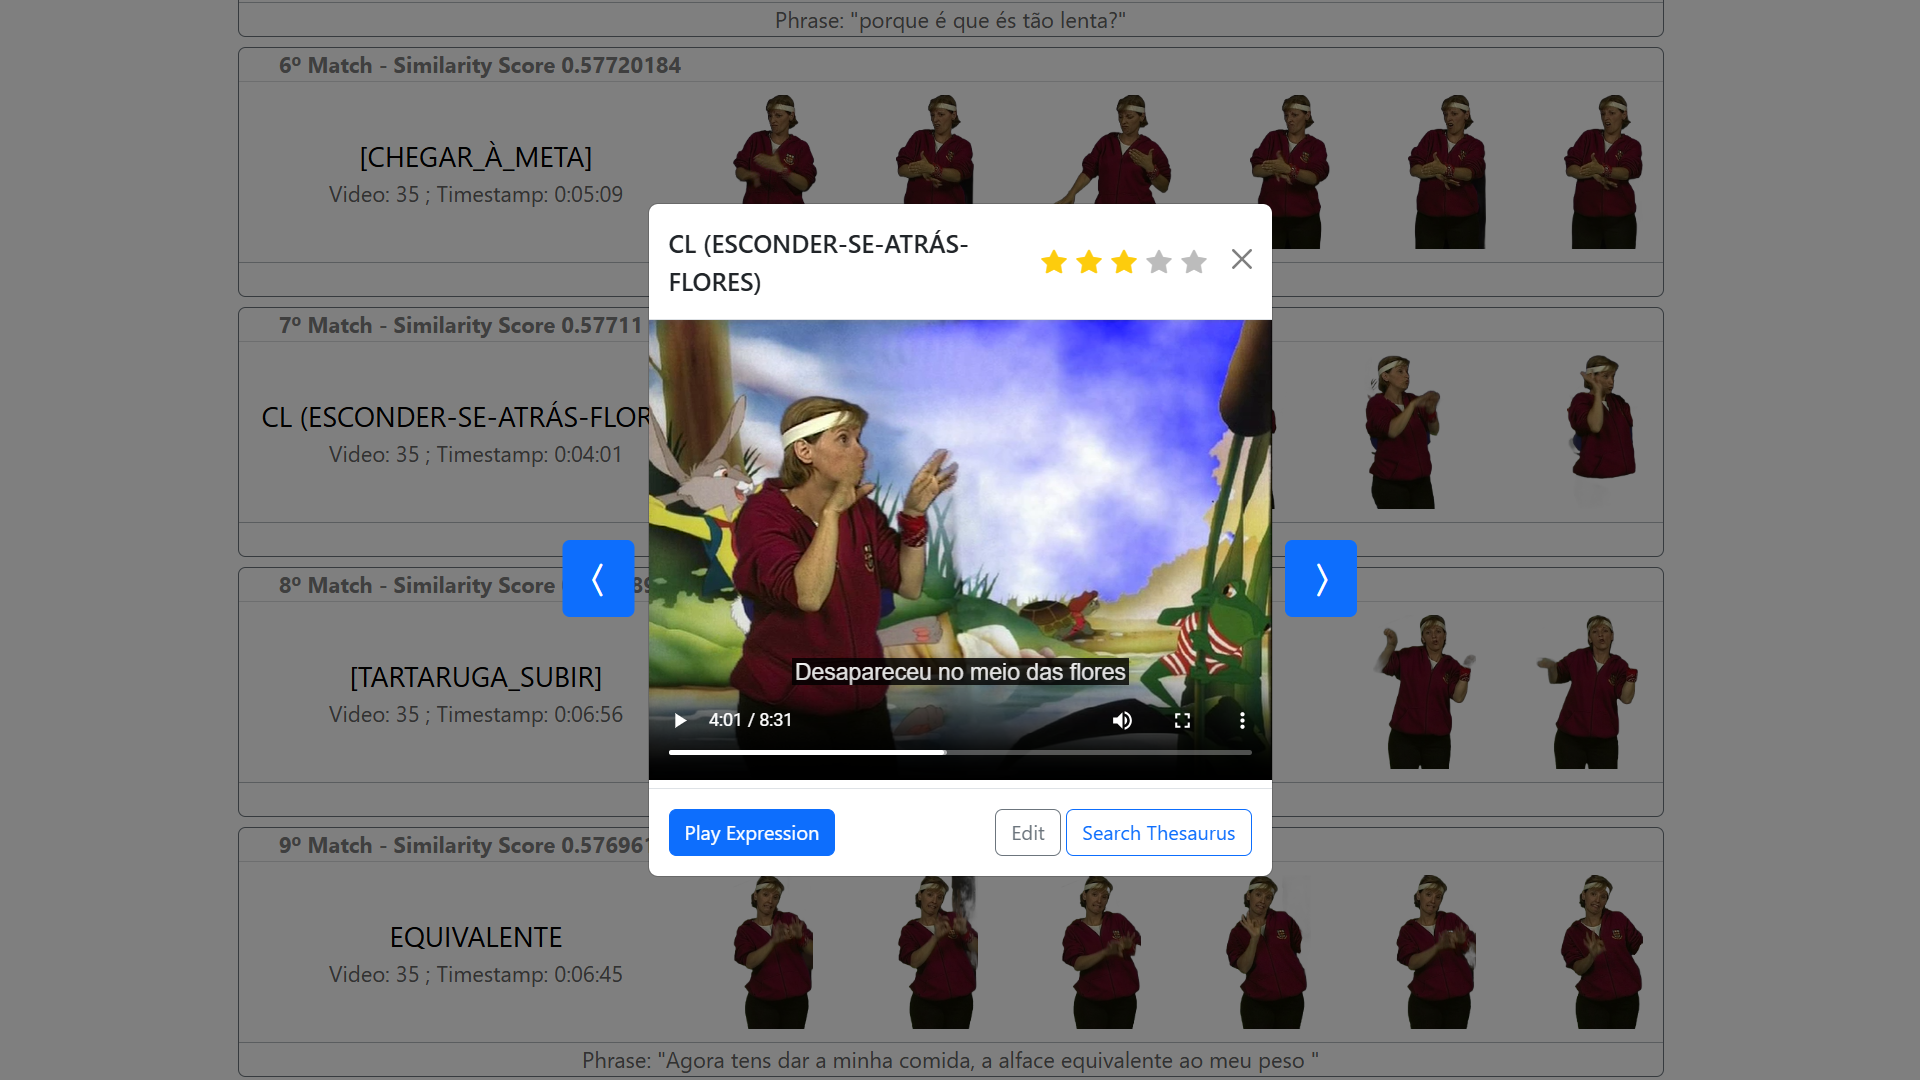 Phrase: "porque é que és tão lenta?"
6º Match - Similarity Score 0.57720184
[CHEGAR_À_META]
Video: 35 ; Timestamp: 0:05:09
CL (ESCONDER-SE-ATRÁS-
FLORES)
7º Match - Similarity Score 0.57711
CL (ESCONDER-SE-ATRÁS-FLOR
Video: 35 ; Timestamp: 0:04:01
8º Match - Similarity Score
[TARTARUGA_SUBIR]
Video: 35 ; Timestamp: 0:06:56
Desapareceu no meio das flores
4:01 / 8:31
Play Expression
Edit
Search Thesaurus
9º Match - Similarity Score 0.57696
EQUIVALENTE
Video: 35 ; Timestamp: 0:06:45
Phrase: "Agora tens dar a minha comida, a alface equivalente ao meu peso "